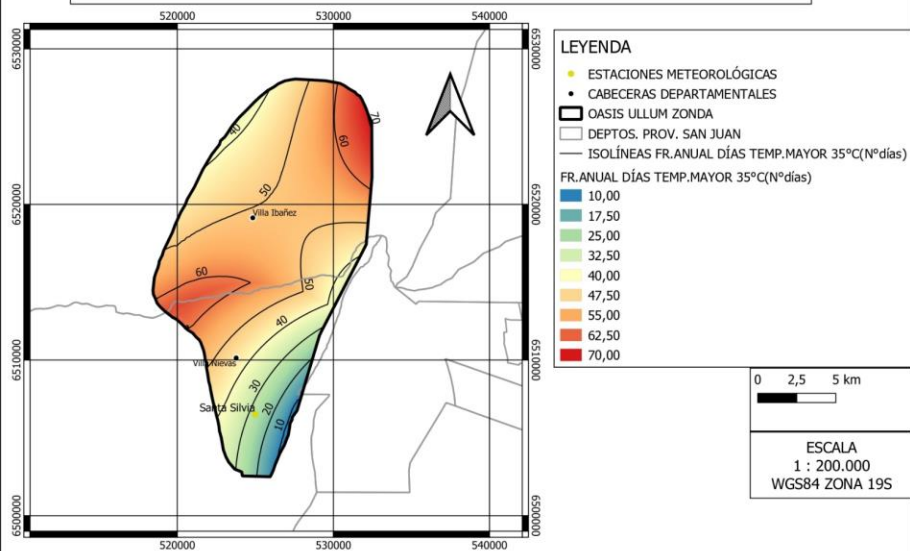 520000
530000
540000
6530000
6530000
40
70
60
50
6520000
6520000
Villa Ibañez
60
50
40
6510000
6510000
Villa Nievas
30
Santa Silvia
20
10
6500000
6500000
520000
530000
540000
LEYENDA
ESTACIONES METEOROLÓGICAS
CABECERAS DEPARTAMENTALES
OASIS ULLUM ZONDA
DEPTOS. PROV. SAN JUAN
ISOLÍNEAS FR.ANUAL DÍAS TEMP.MAYOR 35°C(N°días)
FR.ANUAL DÍAS TEMP.MAYOR 35°C(N°días)
10,00
17,50
25,00
32,50
40,00
47,50
55,00
62,50
70,00
0 2,5 5 km
ESCALA
1 : 200.000
WGS84 ZONA 19S